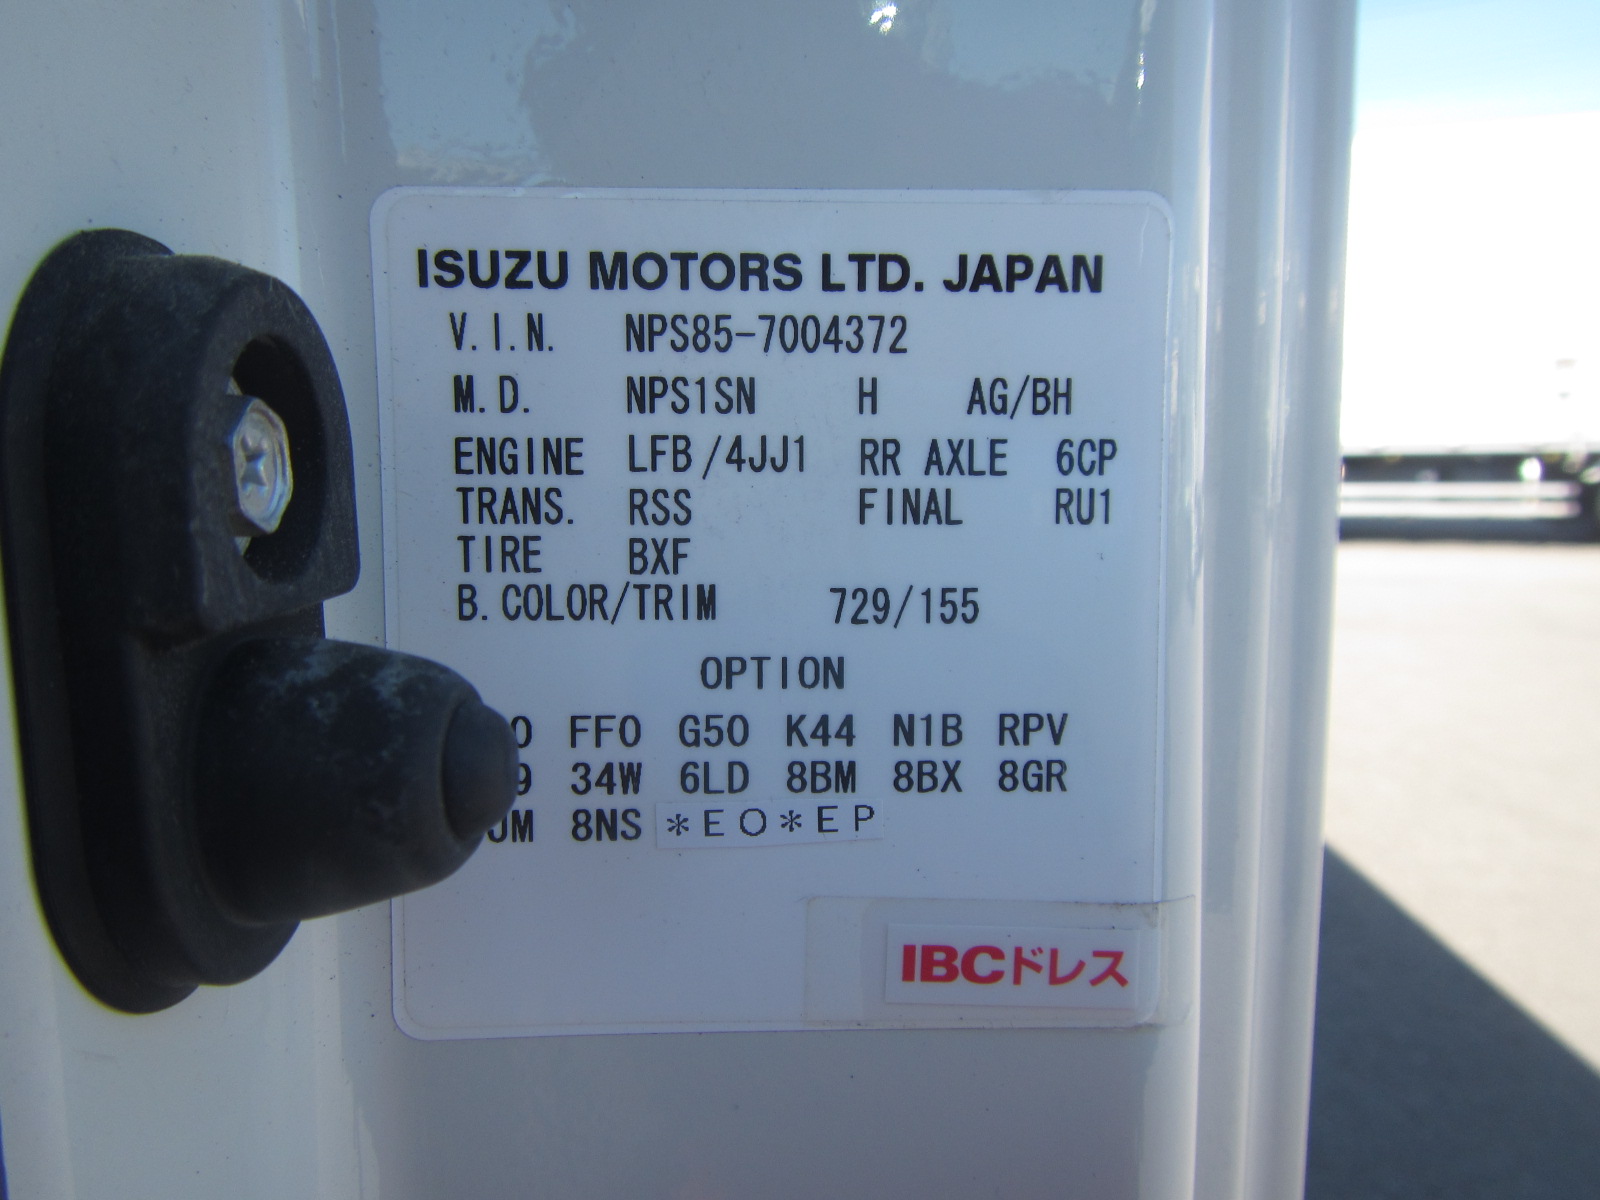 ISUZU MOTORS LTD. JAPAN
V.I.N. NPS85-7004372
M.D. NPS1SN H AG/BH
ENGINE LFB/4JJ1 RR AXLE 6CP
TRANS. RSS FINAL RU1
TIRE BXF
B.COLOR/TRIM 729/155
OPTION
FF0 G50 K44 N1B RPV
34W 6LD 8BM 8BX 8GR
8NS *EO*EP
IBCドレス